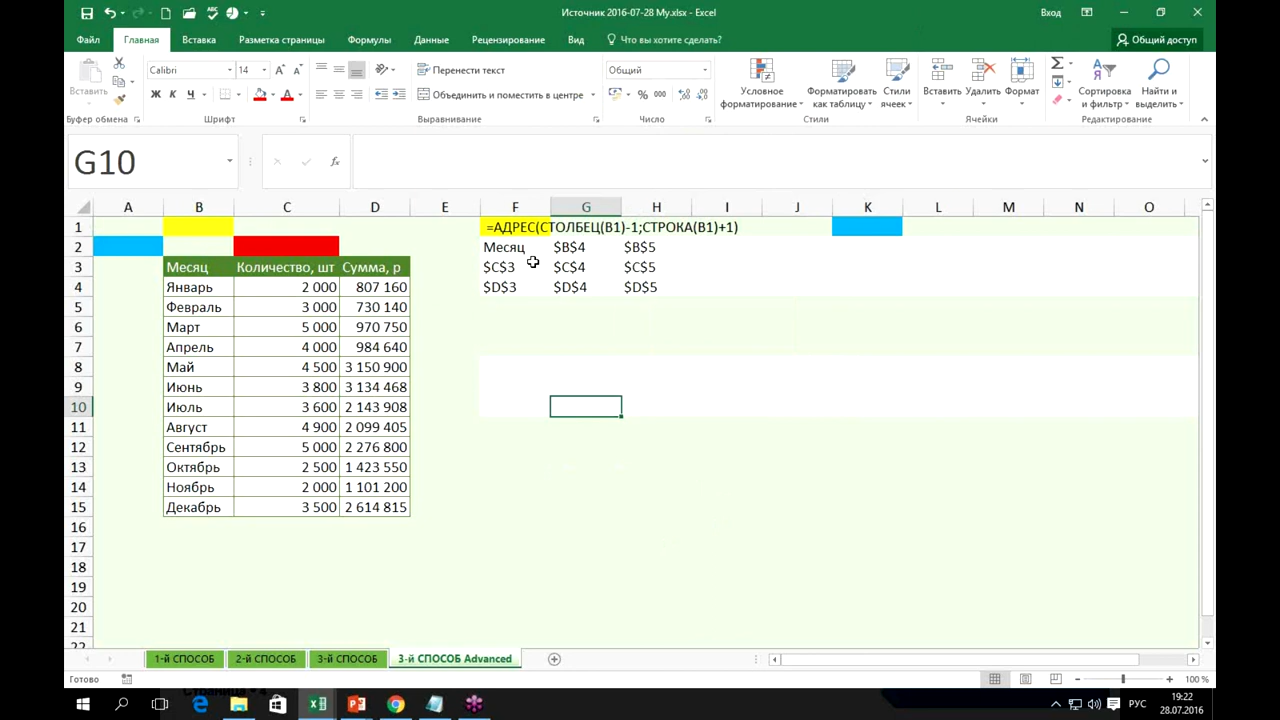 Источник 2016-07-28 My.xlsx - Excel
Вход
Файл Главная Вставка Разметка страницы Формулы Данные Рецензирование Вид Что вы хотите сделать? Общий доступ
Вставить
Calibri 14
Ж К Ч
Перенести текст
Объединить и поместить в центре
Общий
% 000
Условное форматирование
Форматировать как таблицу
Стили ячеек
Вставить Удалить Формат
Сортировка и фильтр
Найти и выделить
Буфер обмена Шрифт Выравнивание Число Стили Ячейки Редактирование
G10 fx
A B C D E F G H I J K L M N O
1 =АДРЕС(СТОЛБЕЦ(B1)-1;СТРОКА(B1)+1)
2 Месяц $B$4 $B$5
3 Месяц Количество, шт Сумма, р $C$3 $C$4 $C$5
4 Январь 2 000 807 160 $D$3 $D$4 $D$5
5 Февраль 3 000 730 140
6 Март 5 000 970 750
7 Апрель 4 000 984 640
8 Май 4 500 3 150 900
9 Июнь 3 800 3 134 468
10 Июль 3 600 2 143 908
11 Август 4 900 2 099 405
12 Сентябрь 5 000 2 276 800
13 Октябрь 2 500 1 423 550
14 Ноябрь 2 000 1 101 200
15 Декабрь 3 500 2 614 815
16
17
18
19
20
21
22
1-й СПОСОБ 2-й СПОСОБ 3-й СПОСОБ 3-й СПОСОБ Advanced
Готово 100 %
РУС
19:22
28.07.2016